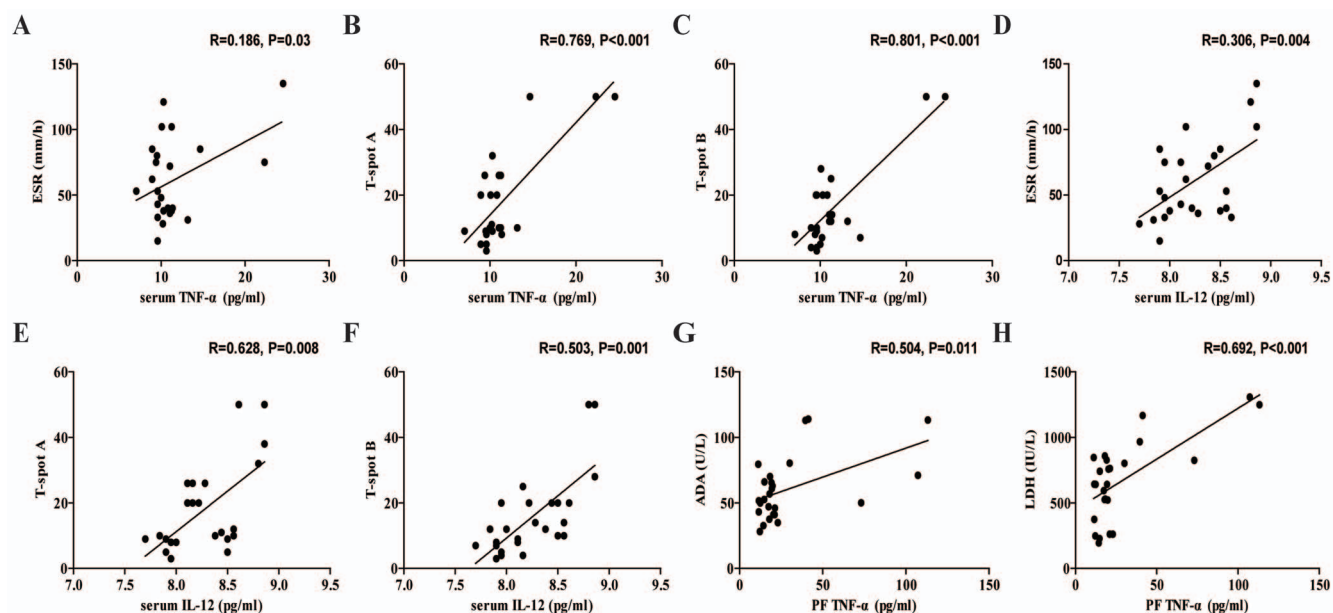 A
R=0.186, P=0.03
ESR (mm/h)
150
100
50
0
0 10 20 30
serum TNF-α (pg/ml)
B
R=0.769, P<0.001
T-spot A
60
40
20
0
0 10 20 30
serum TNF-α (pg/ml)
C
R=0.801, P<0.001
T-spot B
60
40
20
0
0 10 20 30
serum TNF-α (pg/ml)
D
R=0.306, P=0.004
ESR (mm/h)
150
100
50
0
7.0 7.5 8.0 8.5 9.0
serum IL-12 (pg/ml)
E
R=0.628, P=0.008
T-spot A
60
40
20
0
7.0 7.5 8.0 8.5 9.0 9.5
serum IL-12 (pg/ml)
F
R=0.503, P=0.001
T-spot B
60
40
20
0
7.0 7.5 8.0 8.5 9.0 9.5
serum IL-12 (pg/ml)
G
R=0.504, P=0.011
ADA (U/L)
150
100
50
0
0 50 100 150
PF TNF-α (pg/ml)
H
R=0.692, P<0.001
LDH (IU/L)
1500
1000
500
0
0 50 100 150
PF TNF-α (pg/ml)